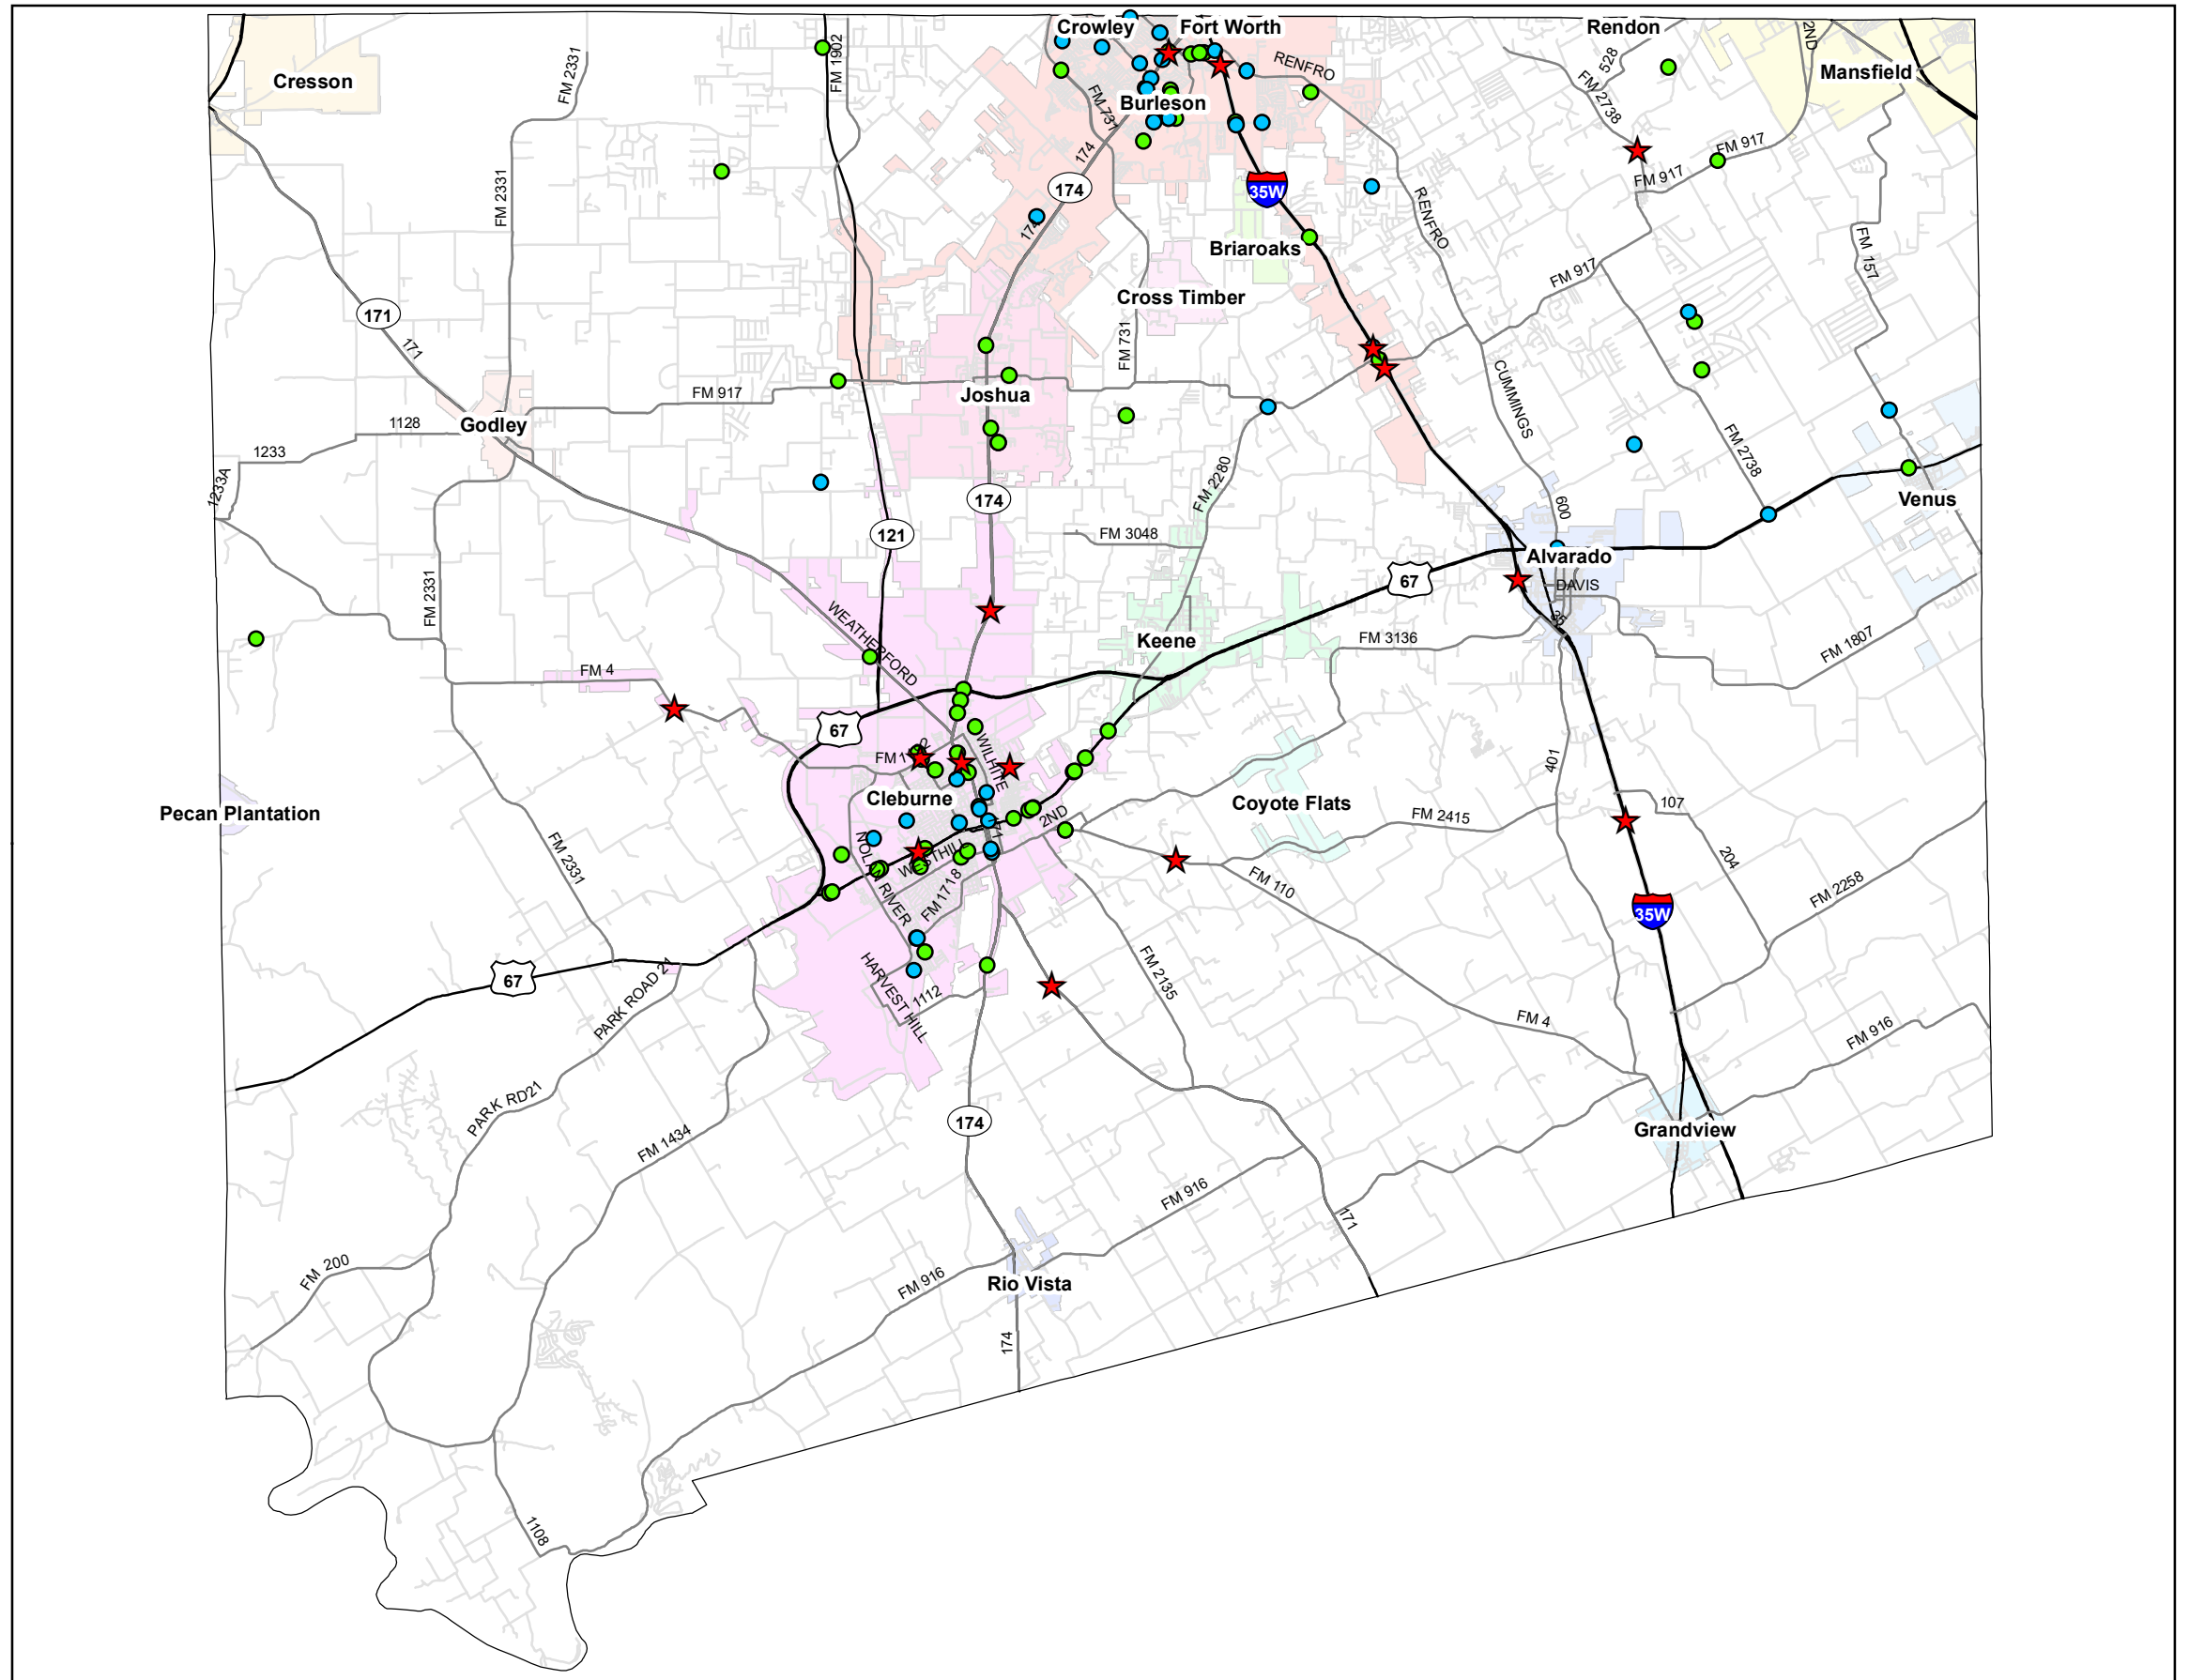 Crowley
Fort Worth
Rendon
2ND
FM 1902
FM 2331
Cresson
528
Mansfield
RENFRO
FM 2738
FM 731
Burleson
174
FM 917
FM 917
174
35W
FM 2331
RENFRO
174
Briaroaks
FM 157
FM 917
Cross Timber
171
171
FM 731
CUMMINGS
FM 917
Joshua
1128
Godley
1233
FM 2738
1233A
FM 2280
174
Venus
600
121
FM 3048
Alvarado
67
DAVIS
35
FM 2331
WEATHERFORD
Keene
FM 3136
FM 1807
FM 4
67
WILHITE
401
Cleburne
Coyote Flats
107
Pecan Plantation
2ND
FM 2415
171
204
WESTHILL
FM 2331
FM 110
FM 2258
FM 1718
35W
67
HARVEST HILL
FM 2135
PARK ROAD 21
1112
FM 4
FM 916
PARK RD21
174
Grandview
FM 1434
FM 916
171
FM 200
FM 916
Rio Vista
174
1108